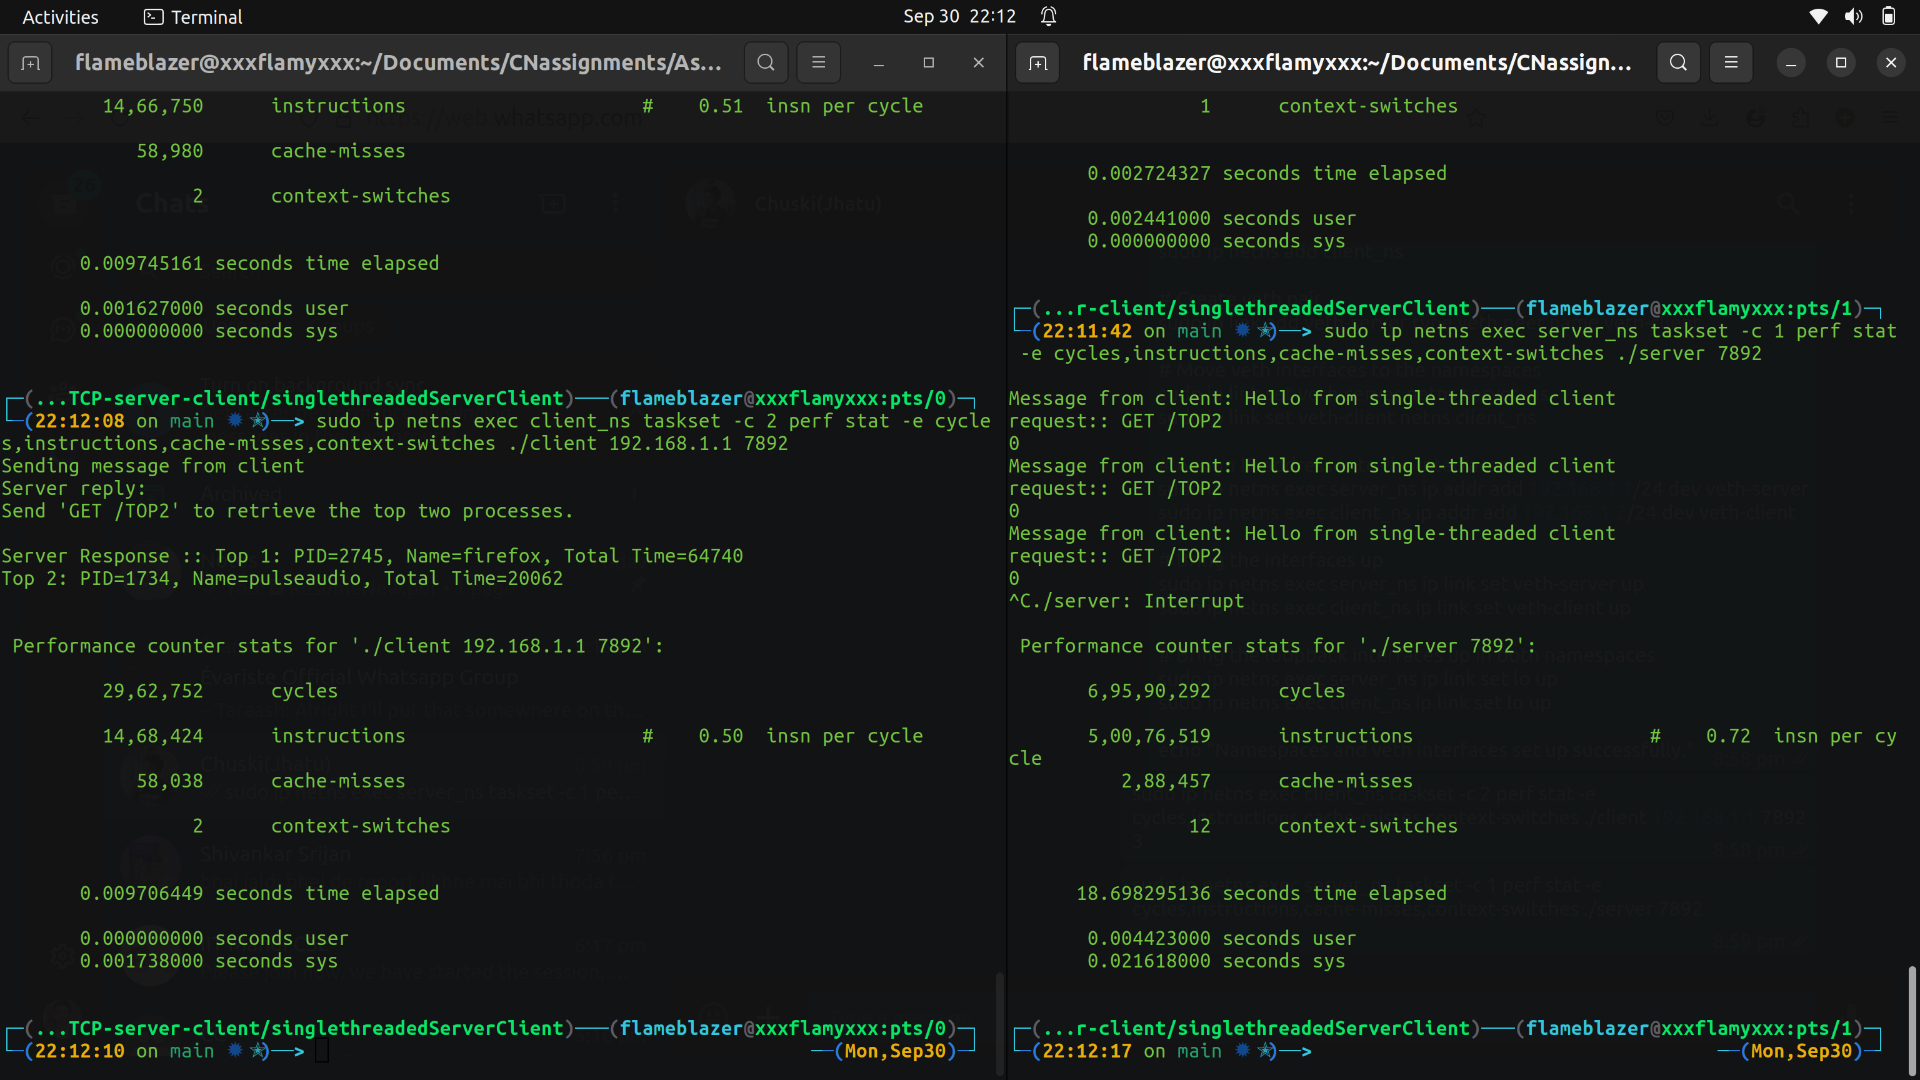 Activities
Terminal
Sep 30 22:12
flameblazer@xxxflamyxxx:~/Documents/CNassignments/As...
14,66,750 instructions # 0.51 insn per cycle
58,980 cache-misses
2 context-switches
0.009745161 seconds time elapsed
0.001627000 seconds user
0.000000000 seconds sys
(...TCP-server-client/singlethreadedServerClient)──(flameblazer@xxxflamyxxx:pts/0)
(22:12:08 on main ✹ ✭)──> sudo ip netns exec client_ns taskset -c 2 perf stat -e cycle
s,instructions,cache-misses,context-switches ./client 192.168.1.1 7892
Sending message from client
Server reply:
Send 'GET /TOP2' to retrieve the top two processes.
Server Response :: Top 1: PID=2745, Name=firefox, Total Time=64740
Top 2: PID=1734, Name=pulseaudio, Total Time=20062
Performance counter stats for './client 192.168.1.1 7892':
29,62,752 cycles
14,68,424 instructions # 0.50 insn per cycle
58,038 cache-misses
2 context-switches
0.009706449 seconds time elapsed
0.000000000 seconds user
0.001738000 seconds sys
(...TCP-server-client/singlethreadedServerClient)──(flameblazer@xxxflamyxxx:pts/0)
(22:12:10 on main ✹ ✭)──> (Mon,Sep30)
flameblazer@xxxflamyxxx:~/Documents/CNassign...
1 context-switches
0.002724327 seconds time elapsed
0.002441000 seconds user
0.000000000 seconds sys
(...r-client/singlethreadedServerClient)──(flameblazer@xxxflamyxxx:pts/1)
(22:11:42 on main ✹ ✭)──> sudo ip netns exec server_ns taskset -c 1 perf stat
-e cycles,instructions,cache-misses,context-switches ./server 7892
Message from client: Hello from single-threaded client
request:: GET /TOP2
0
Message from client: Hello from single-threaded client
request:: GET /TOP2
0
Message from client: Hello from single-threaded client
request:: GET /TOP2
0
^C./server: Interrupt
Performance counter stats for './server 7892':
6,95,90,292 cycles
5,00,76,519 instructions # 0.72 insn per cy
cle
2,88,457 cache-misses
12 context-switches
18.698295136 seconds time elapsed
0.004423000 seconds user
0.021618000 seconds sys
(...r-client/singlethreadedServerClient)──(flameblazer@xxxflamyxxx:pts/1)
(22:12:17 on main ✹ ✭)──> (Mon,Sep30)